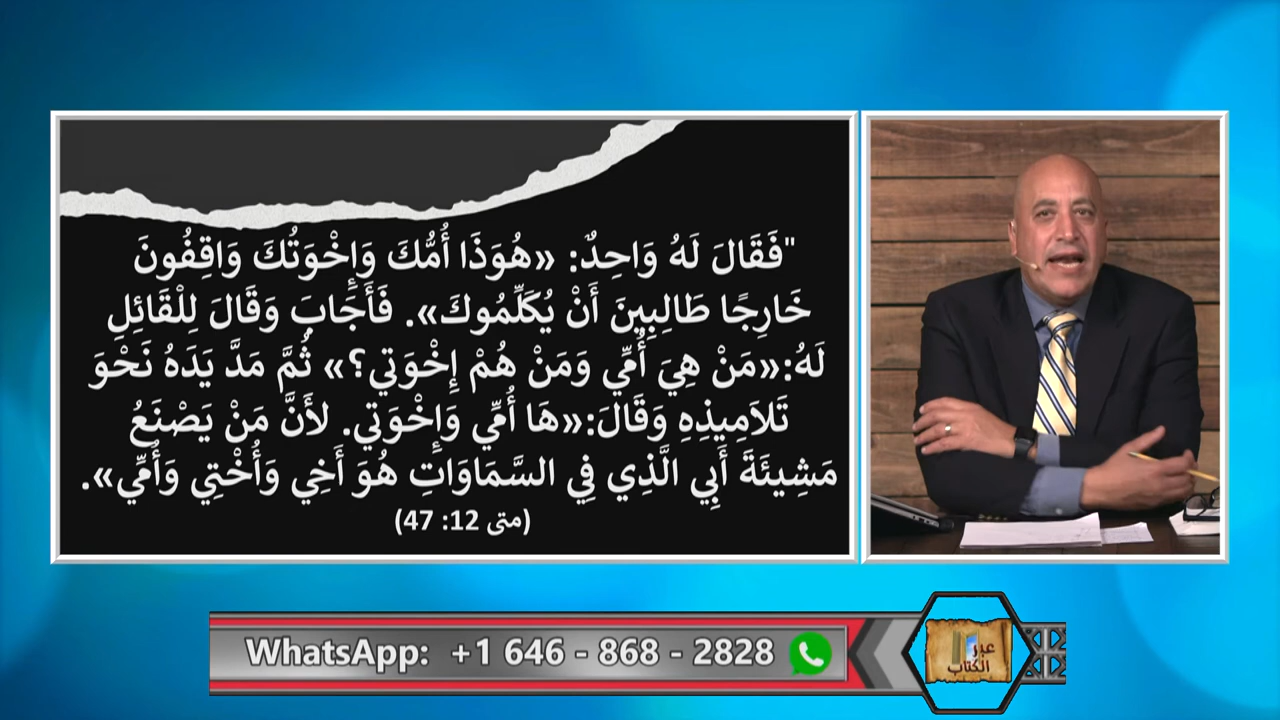 "فَقَالَ لَهُ وَاحِدٌ: «هُوَذَا أُمُّكَ وَإِخْوَتُكَ وَاقِفُونَ
خَارِجًا طَالِبِينَ أَنْ يُكَلِّمُوكَ». فَأَجَابَ وَقَالَ لِلْقَائِلِ
لَهُ:«مَنْ هِيَ أُمِّي وَمَنْ هُمْ إِخْوَتِي؟» ثُمَّ مَدَّ يَدَهُ نَحْوَ
تَلاَمِيذِهِ وَقَالَ:«هَا أُمِّي وَإِخْوَتِي. لأَنَّ مَنْ يَصْنَعُ
مَشِيئَةَ أَبِي الَّذِي فِي السَّمَاوَاتِ هُوَ أَخِي وَأُخْتِي وَأُمِّي».
(متى 12: 47)
WhatsApp: +1 646 - 868 - 2828
عبر
الكتاب